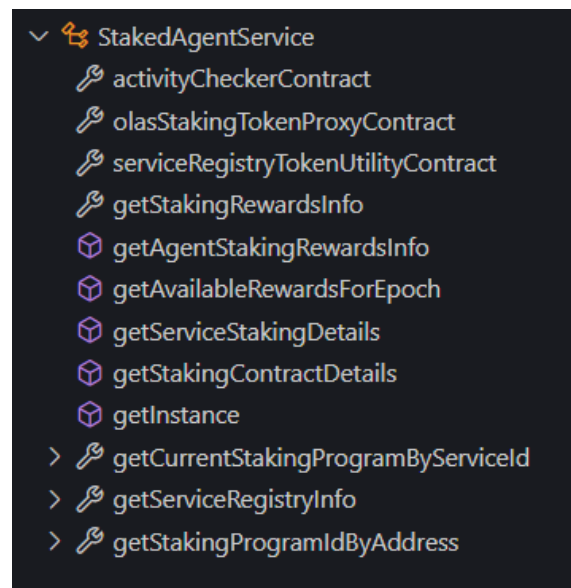 StakedAgentService
activityCheckerContract
olasStakingTokenProxyContract
serviceRegistryTokenUtilityContract
getStakingRewardsInfo
getAgentStakingRewardsInfo
getAvailableRewardsForEpoch
getServiceStakingDetails
getStakingContractDetails
getInstance
getCurrentStakingProgramByServiceId
getServiceRegistryInfo
getStakingProgramIdByAddress